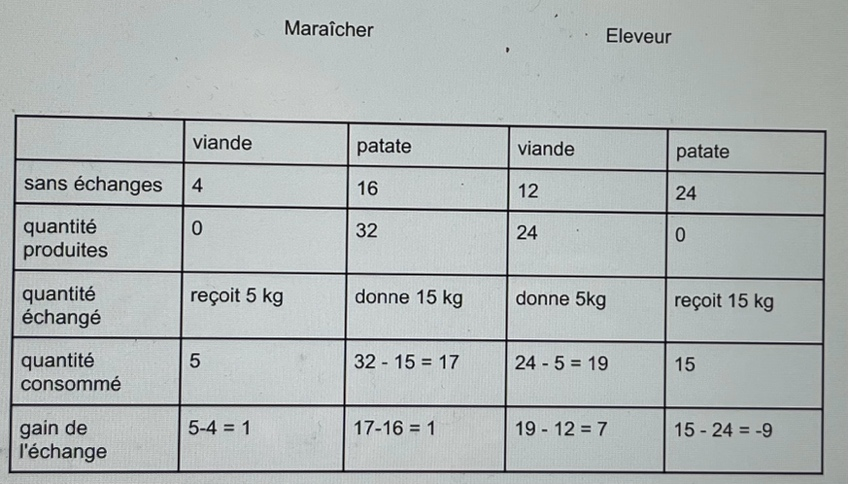 Maraîcher Eleveur
viande patate viande patate
sans échanges 4 16 12 24
quantité
produites 0 32 24 0
quantité
échangé reçoit 5 kg donne 15 kg donne 5kg reçoit 15 kg
quantité
consommé 5 32 - 15 = 17 24 - 5 = 19 15
gain de
l'échange 5-4 = 1 17-16 = 1 19 - 12 = 7 15 - 24 = -9